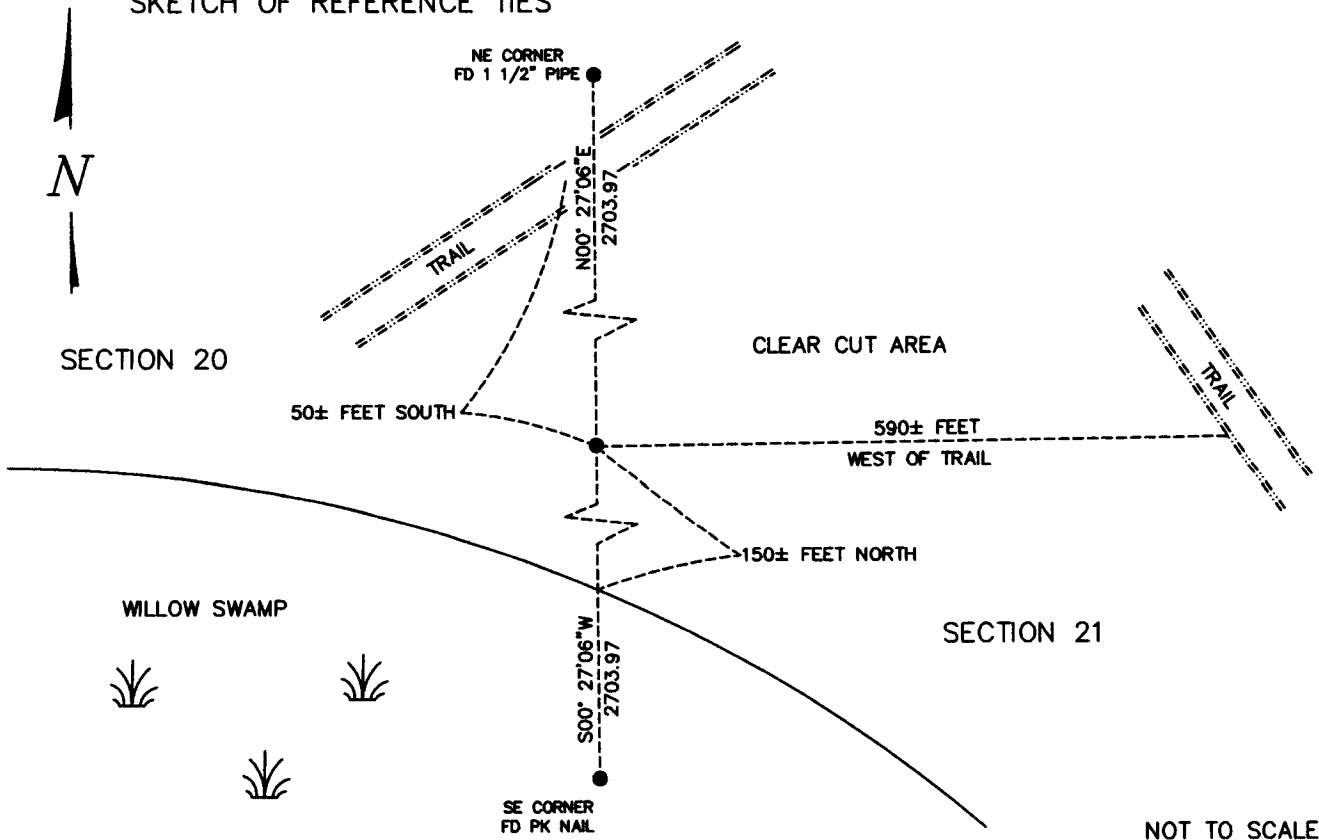 SKETCH OF REFERENCE TIES
NE CORNER
FD 1 1/2" PIPE
N
N00° 27'06"E
2703.97
TRAIL
SECTION 20
CLEAR CUT AREA
TRAIL
50± FEET SOUTH
590± FEET
WEST OF TRAIL
150± FEET NORTH
WILLOW SWAMP
S00° 27'06"W
2703.97
SECTION 21
SE CORNER
FD PK NAIL
NOT TO SCALE